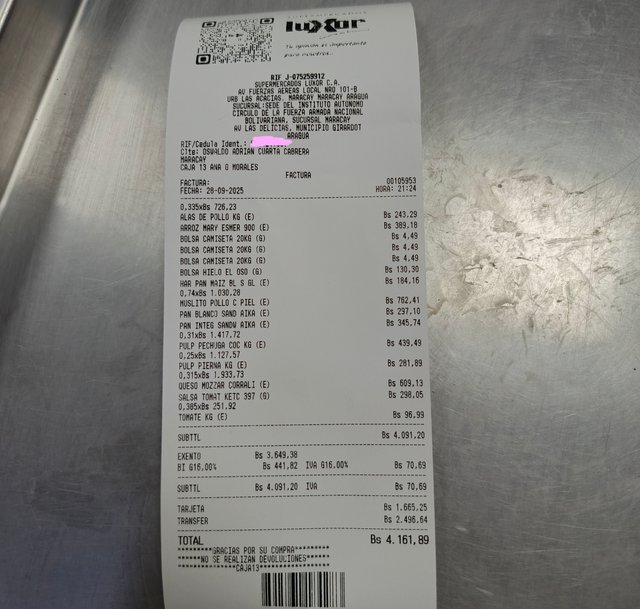 SUPERMERCADOS
luxor
Tu opinión es importante
para nosotros..
RIF J-075259912
SUPERMERCADOS LUXOR C.A.
AV FUERZAS AEREAS LOCAL NRO 101-B
URB LAS ACACIAS, MARACAY MARACAY ARAGUA
SUCURSAL:SEDE DEL INSTITUTO AUTONOMO
CIRCULO DE LA FUERZA ARMADA NACIONAL
BOLIVARIANA, SUCURSAL MARACAY
AV LAS DELICIAS, MUNICIPIO GIRARDOT
ARAGUA
RIF/Cedula Ident.:
Clte: OSWALDO ADRIAN CUARTA CABRERA
MARACAY
CAJA 13 ANA G MORALES
FACTURA
FACTURA: 00105953
FECHA: 28-09-2025 HORA: 21:24
0,335xBs 726,23
ALAS DE POLLO KG (E) Bs 243,29
ARROZ MARY ESMER 900 (E) Bs 389,18
BOLSA CAMISETA 20KG (G) Bs 4,49
BOLSA CAMISETA 20KG (G) Bs 4,49
BOLSA CAMISETA 20KG (G) Bs 4,49
BOLSA HIELO EL OSO (G) Bs 130,30
HAR PAN MAIZ BL S GL (E) Bs 184,16
0,74xBs 1.030,28
MUSLITO POLLO C PIEL (E) Bs 762,41
PAN BLANCO SAND AIKA (E) Bs 297,10
PAN INTEG SANDW AIKA (E) Bs 345,74
0,31xBs 1.417,72
PULP PECHUGA COC KG (E) Bs 439,49
0,25xBs 1.127,57
PULP PIERNA KG (E) Bs 281,89
0,315xBs 1.933,73
QUESO MOZZAR CORRALI (E) Bs 609,13
SALSA TOMAT KETC 397 (G) Bs 298,05
0,385xBs 251,92
TOMATE KG (E) Bs 96,99
SUBTTL Bs 4.091,20
EXENTO Bs 3.649,38
BI G16,00% Bs 441,82 IVA G16,00% Bs 70,69
SUBTTL Bs 4.091,20 IVA Bs 70,69
TARJETA Bs 1.665,25
TRANSFER Bs 2.496,64
TOTAL Bs 4.161,89
********GRACIAS POR SU COMPRA********
******NO SE REALIZAN DEVOLUCIONES******
**************CAJA13**************